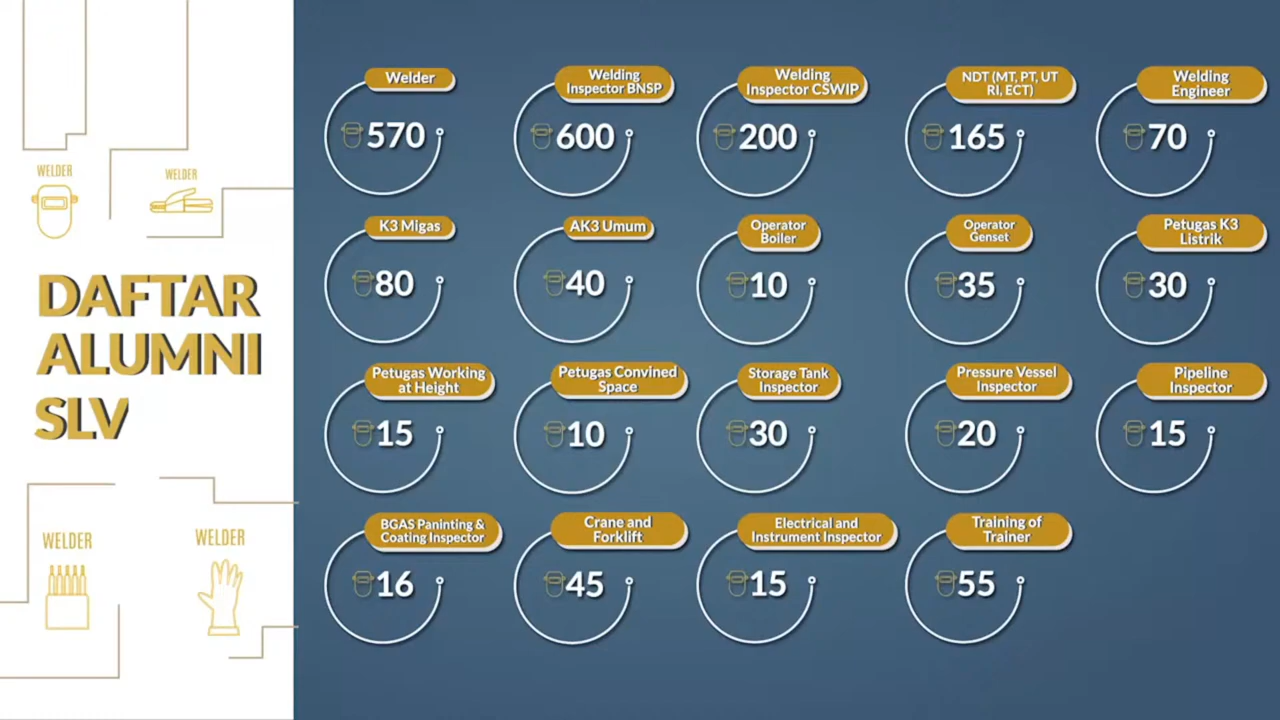 WELDER
WELDER
DAFTAR
ALUMNI
SLV
WELDER
WELDER
Welder
570
Welding
Inspector BNSP
600
Welding
Inspector CSWIP
200
NDT (MT, PT, UT
RI, ECT)
165
Welding
Engineer
70
K3 Migas
80
AK3 Umum
40
Operator
Boiler
10
Operator
Genset
35
Petugas K3
Listrik
30
Petugas Working
at Height
15
Petugas Convined
Space
10
Storage Tank
Inspector
30
Pressure Vessel
Inspector
20
Pipeline
Inspector
15
BGAS Paninting &
Coating Inspector
16
Crane and
Forklift
45
Electrical and
Instrument Inspector
15
Training of
Trainer
55